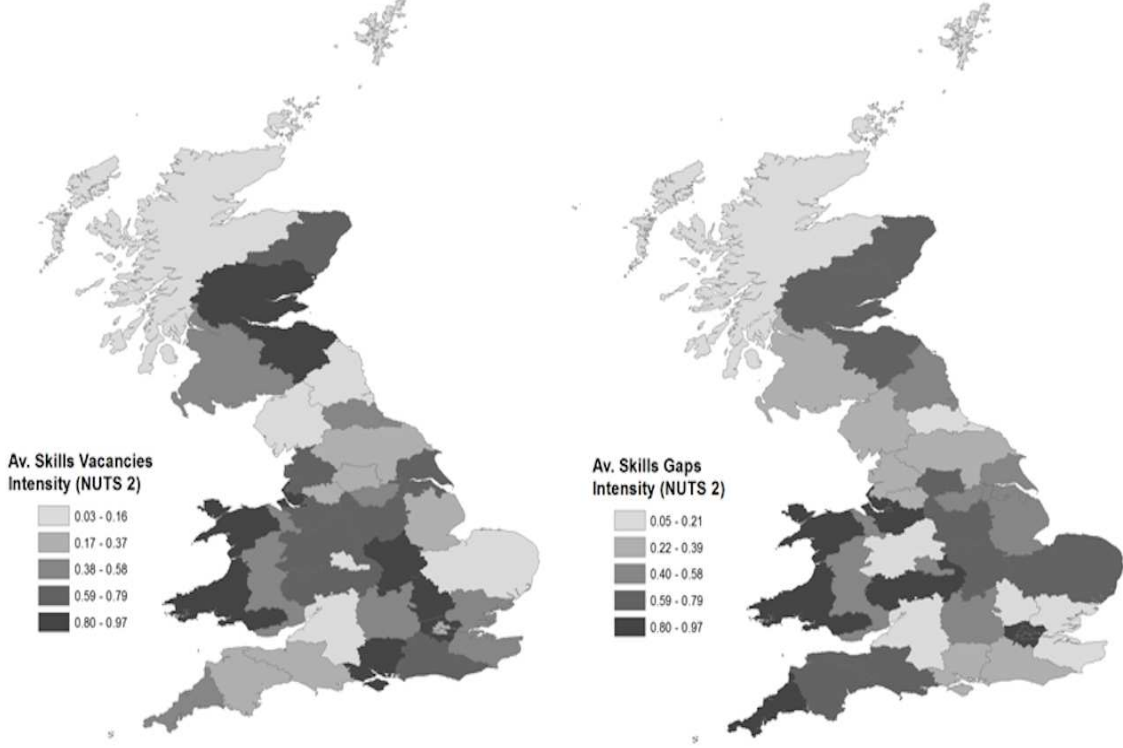 Av. Skills Vacancies
Intensity (NUTS 2)
0.03 - 0.16
0.17 - 0.37
0.38 - 0.58
0.59 - 0.79
0.80 - 0.97
Av. Skills Gaps
Intensity (NUTS 2)
0.05 - 0.21
0.22 - 0.39
0.40 - 0.58
0.59 - 0.79
0.80 - 0.97